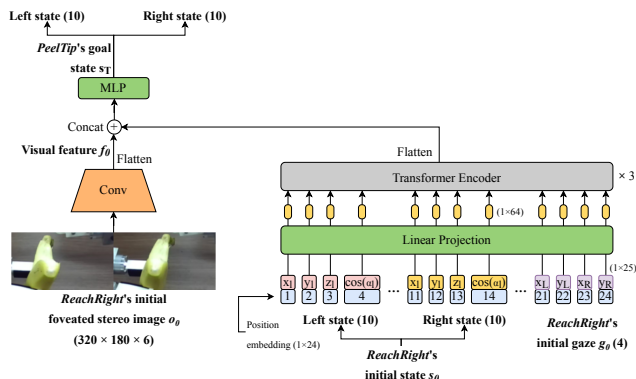 Left state (10)
Right state (10)
PeelTip's goal
state sT
MLP
Concat
+
Visual feature f0
Flatten
Conv
ReachRight's initial
foveated stereo image o0
(320 × 180 × 6)
Flatten
Transformer Encoder
× 3
(1×64)
Linear Projection
(1×25)
xl yl zl cos(αl) xl yl zl cos(αl) xL yL xR yR
1 2 3 4 ... 11 12 13 14 ... 21 22 23 24
Position
embedding (1×24)
Left state (10)
Right state (10)
ReachRight's
initial state s0
ReachRight's
initial gaze g0 (4)